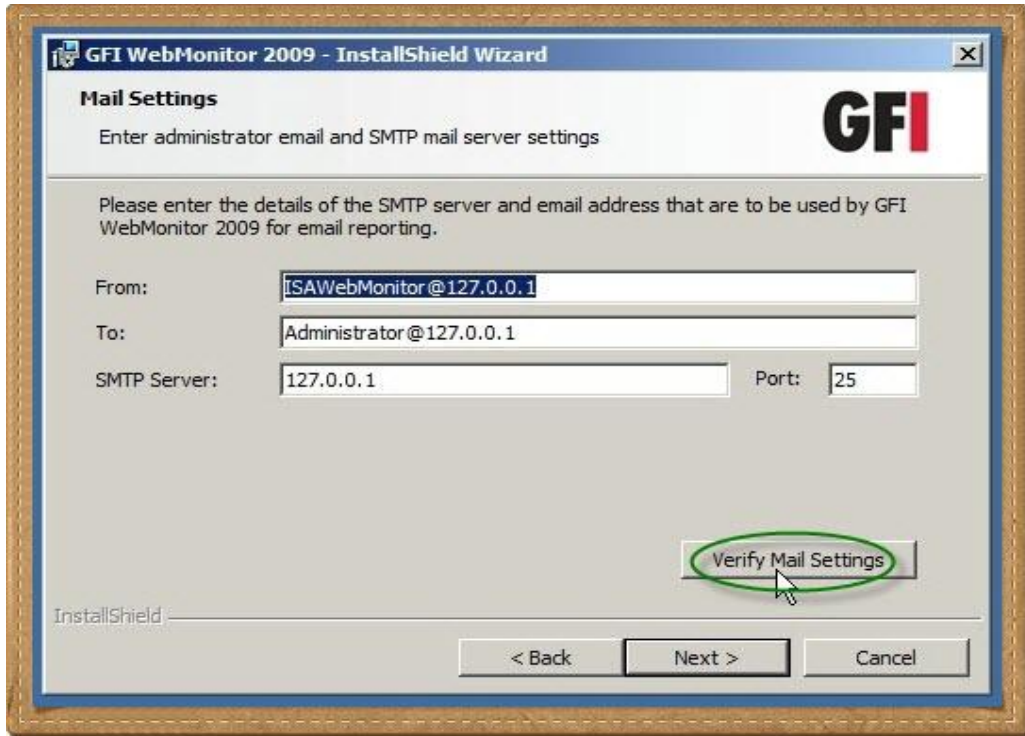 GFI WebMonitor 2009 - InstallShield Wizard
Mail Settings
Enter administrator email and SMTP mail server settings
GFI
Please enter the details of the SMTP server and email address that are to be used by GFI
WebMonitor 2009 for email reporting.
From: ISAWebMonitor@127.0.0.1
To: Administrator@127.0.0.1
SMTP Server: 127.0.0.1 Port: 25
Verify Mail Settings
InstallShield
< Back Next > Cancel